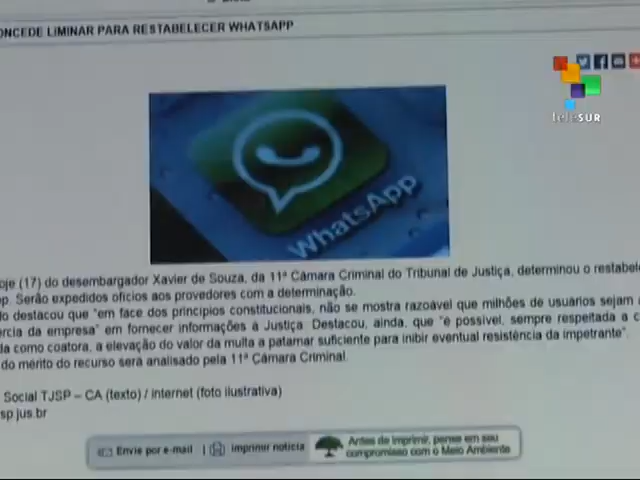 ONCEDE LIMINAR PARA RESTABELECER WHATSAPP
teleSUR
WhatsApp
oje (17) do desembargador Xavier de Souza, da 11ª Câmara Criminal do Tribunal de Justiça, determinou o restabele
pp. Serão expedidos ofícios aos provedores com a determinação.
do destacou que "em face dos princípios constitucionais, não se mostra razoável que milhões de usuários sejam
ércia da empresa" em fornecer informações à Justiça. Destacou, ainda, que "é possível, sempre respeitada a
da como coatora, a elevação do valor da multa a patamar suficiente para inibir eventual resistência da impetrante".
do mérito do recurso será analisado pela 11ª Câmara Criminal.
Social TJSP – CA (texto) / internet (foto ilustrativa)
sp.jus.br
Envie por e-mail | imprimir notícia
Antes de imprimir, pense em seu
compromisso com o Meio Ambiente